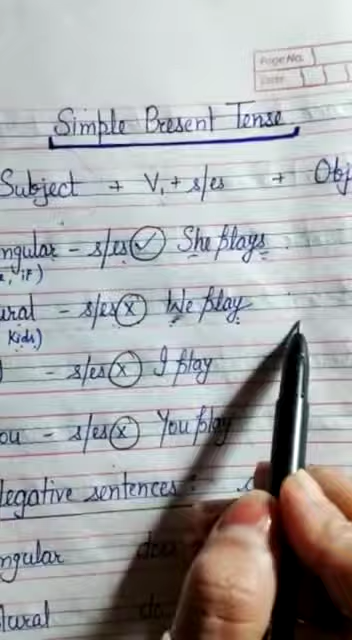 Page No.
Date
Simple Present Tense
Subject + V₁ + s/es + Obj
ngular - s/es ✓ She plays
e, it)
ural - s/es x We play
Kids)
- s/es x I play
ou - s/es x You play
egative sentences :
ngular
lural do